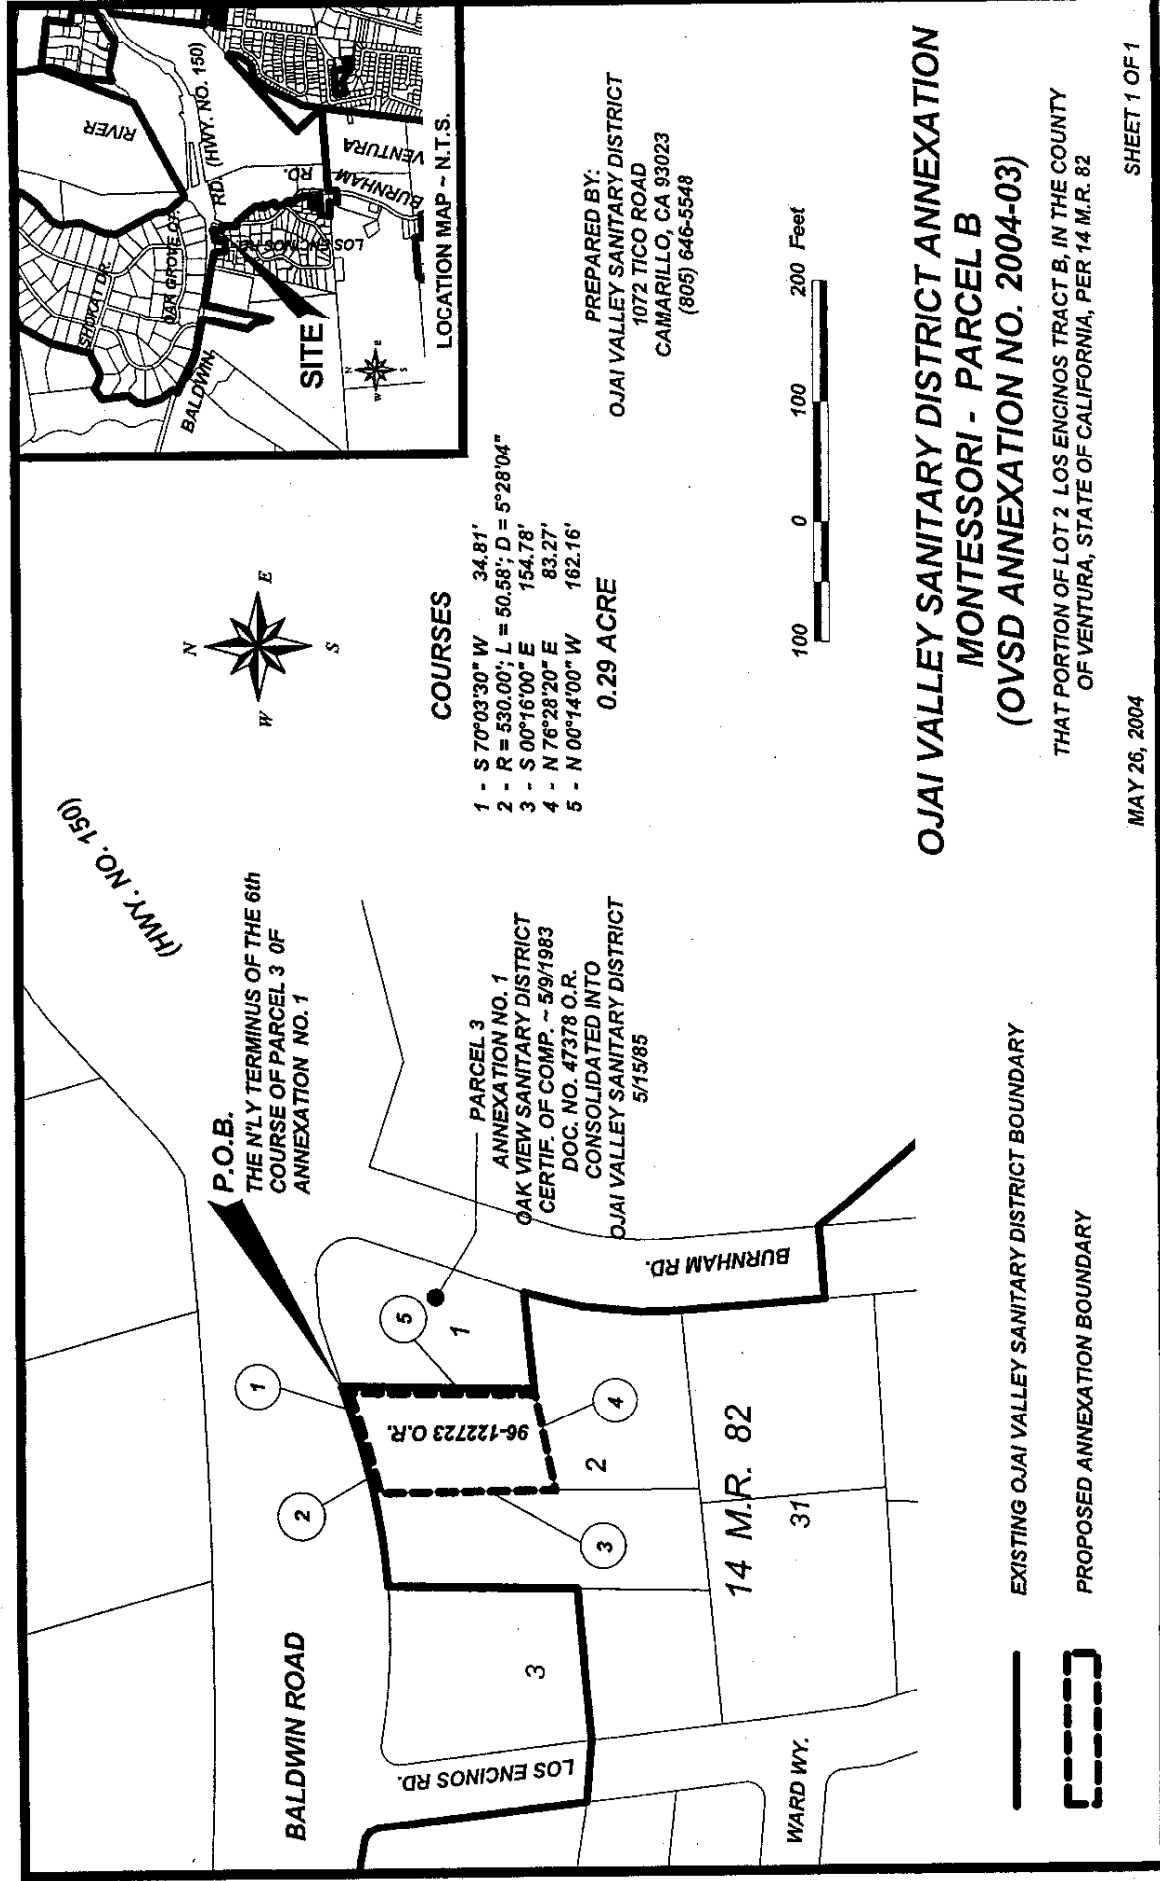 (HWY. NO. 150)
P.O.B.
THE N'LY TERMINUS OF THE 6th
COURSE OF PARCEL 3 OF
ANNEXATION NO. 1
BALDWIN ROAD
1
2
3
4
5
1
2
3
96-122723 O.R.
PARCEL 3
ANNEXATION NO. 1
OAK VIEW SANITARY DISTRICT
CERTIF. OF COMP. ~ 5/9/1983
DOC. NO. 47378 O.R.
CONSOLIDATED INTO
OJAI VALLEY SANITARY DISTRICT
5/15/85
LOS ENCINOS RD.
BURNHAM RD.
14 M.R. 82
31
WARD WY.
N
W
E
S
COURSES
1 - S 70°03'30" W 34.81'
2 - R = 530.00'; L = 50.58'; D = 5°28'04"
3 - S 00°16'00" E 154.78'
4 - N 76°28'20" E 83.27'
5 - N 00°14'00" W 162.16'
0.29 ACRE
RIVER
RD. (HWY. NO. 150)
SHOKAT DR.
OAK GROVE CT.
BALDWIN
LOS ENCINOS RD.
RD.
BURNHAM
VENTURA
SITE
N
W
E
S
LOCATION MAP ~ N.T.S.
PREPARED BY:
OJAI VALLEY SANITARY DISTRICT
1072 TICO ROAD
CAMARILLO, CA 93023
(805) 646-5548
100
0
100
200 Feet
OJAI VALLEY SANITARY DISTRICT ANNEXATION
MONTESSORI - PARCEL B
(OVSD ANNEXATION NO. 2004-03)
THAT PORTION OF LOT 2 LOS ENCINOS TRACT B, IN THE COUNTY
OF VENTURA, STATE OF CALIFORNIA, PER 14 M.R. 82
EXISTING OJAI VALLEY SANITARY DISTRICT BOUNDARY
PROPOSED ANNEXATION BOUNDARY
MAY 26, 2004
SHEET 1 OF 1